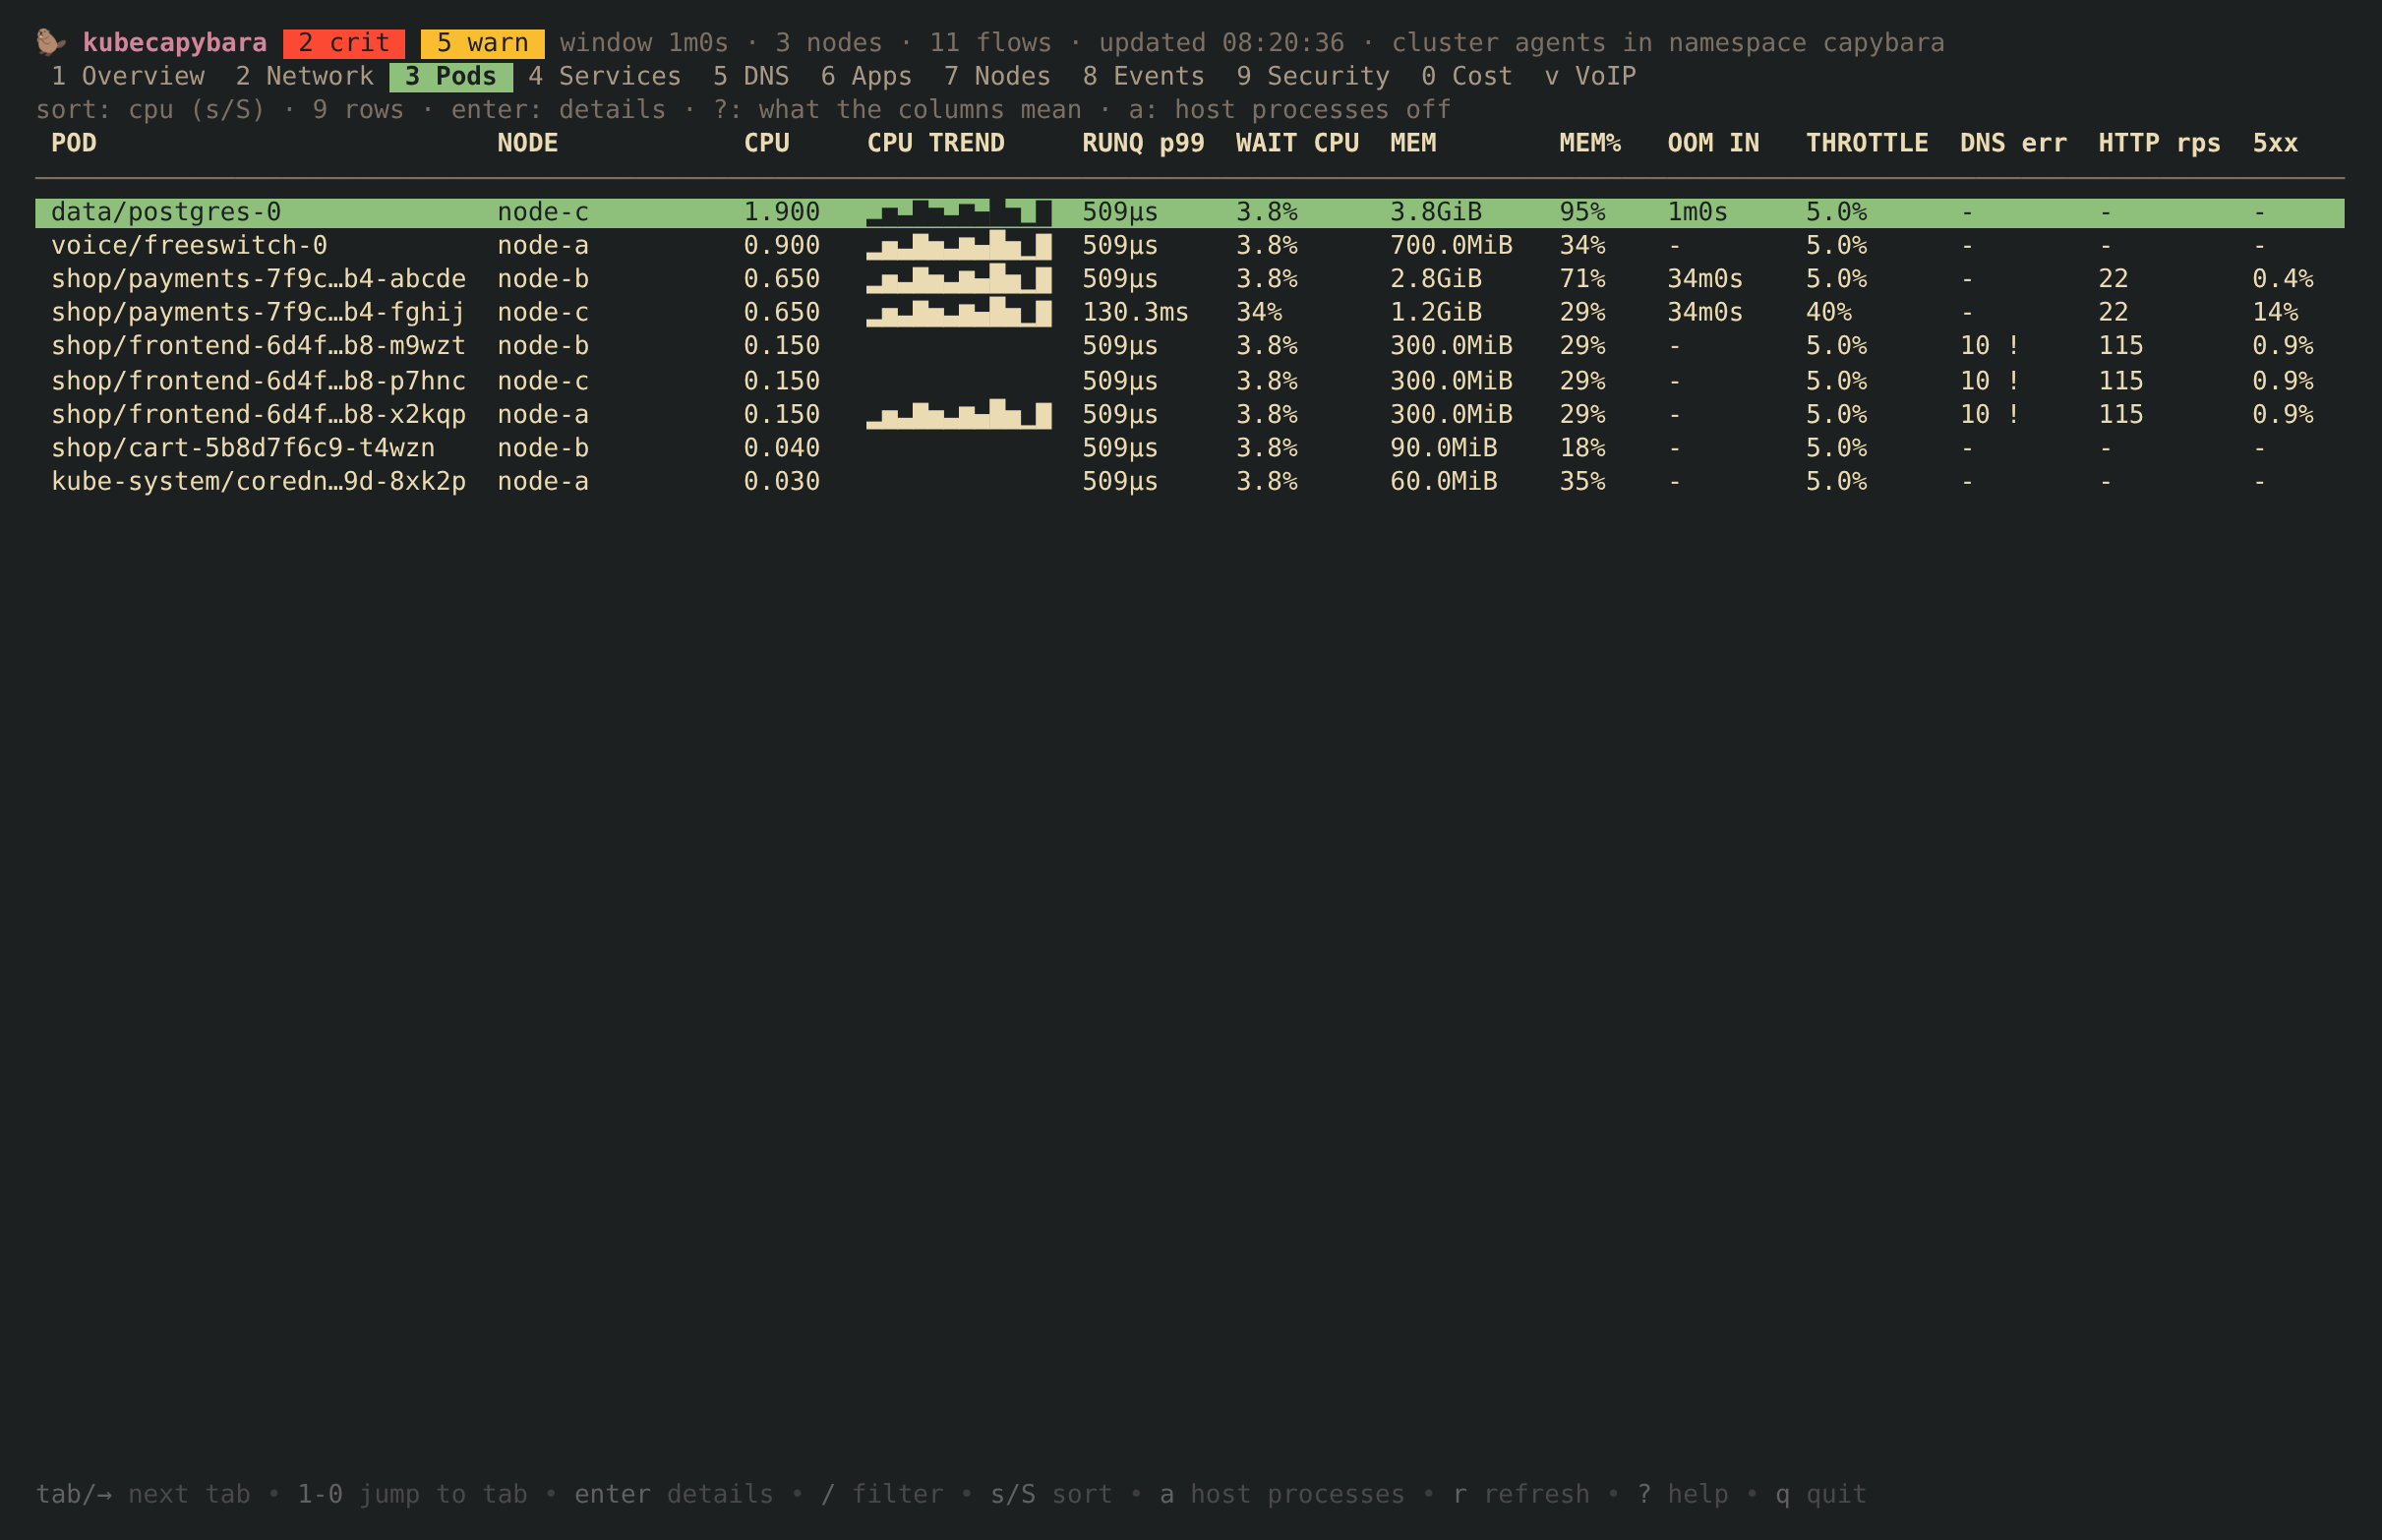 kubecapybara 2 crit 5 warn window 1m0s · 3 nodes · 11 flows · updated 08:20:36 · cluster agents in namespace capybara
1 Overview 2 Network 3 Pods 4 Services 5 DNS 6 Apps 7 Nodes 8 Events 9 Security 0 Cost v VoIP
sort: cpu (s/S) · 9 rows · enter: details · ?: what the columns mean · a: host processes off
POD NODE CPU CPU TREND RUNQ p99 WAIT CPU MEM MEM% OOM IN THROTTLE DNS err HTTP rps 5xx
data/postgres-0 node-c 1.900 509µs 3.8% 3.8GiB 95% 1m0s 5.0% - - -
voice/freeswitch-0 node-a 0.900 509µs 3.8% 700.0MiB 34% - 5.0% - - -
shop/payments-7f9c…b4-abcde node-b 0.650 509µs 3.8% 2.8GiB 71% 34m0s 5.0% - 22 0.4%
shop/payments-7f9c…b4-fghij node-c 0.650 130.3ms 34% 1.2GiB 29% 34m0s 40% - 22 14%
shop/frontend-6d4f…b8-m9wzt node-b 0.150 509µs 3.8% 300.0MiB 29% - 5.0% 10 ! 115 0.9%
shop/frontend-6d4f…b8-p7hnc node-c 0.150 509µs 3.8% 300.0MiB 29% - 5.0% 10 ! 115 0.9%
shop/frontend-6d4f…b8-x2kqp node-a 0.150 509µs 3.8% 300.0MiB 29% - 5.0% 10 ! 115 0.9%
shop/cart-5b8d7f6c9-t4wzn node-b 0.040 509µs 3.8% 90.0MiB 18% - 5.0% - - -
kube-system/coredn…9d-8xk2p node-a 0.030 509µs 3.8% 60.0MiB 35% - 5.0% - - -
tab/→ next tab • 1-0 jump to tab • enter details • / filter • s/S sort • a host processes • r refresh • ? help • q quit